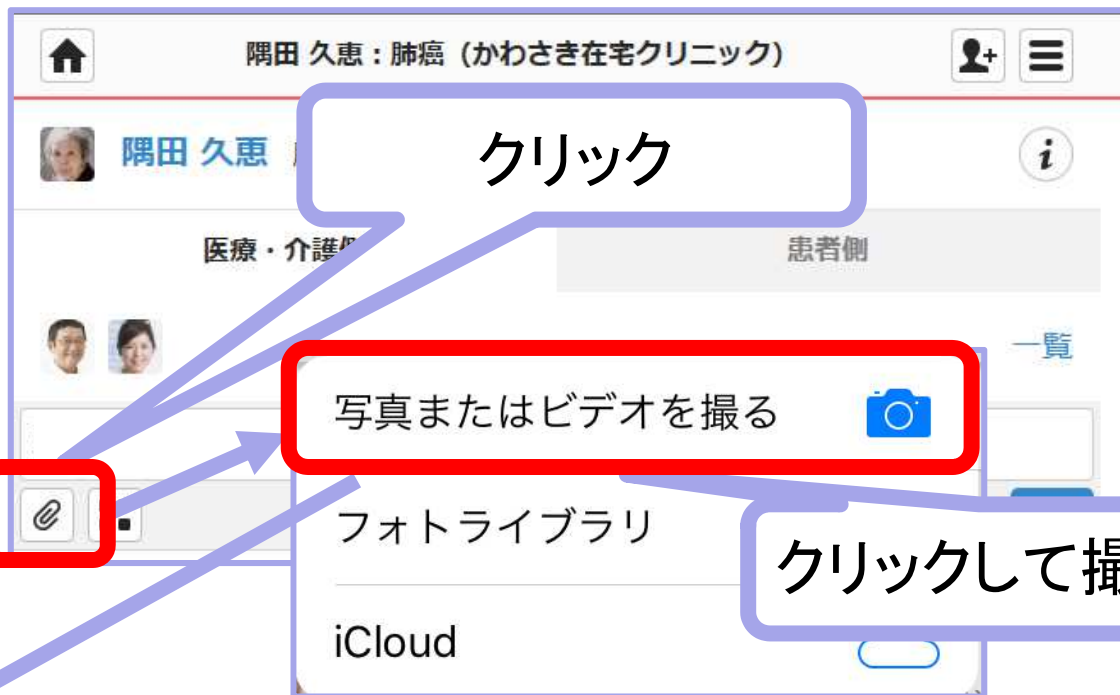 隅田 久恵：肺癌（かわさき在宅クリニック）
隅田 久恵
クリック
医療・介護
患者側
一覧
写真またはビデオを撮る
フォトライブラリ
クリックして撮
iCloud